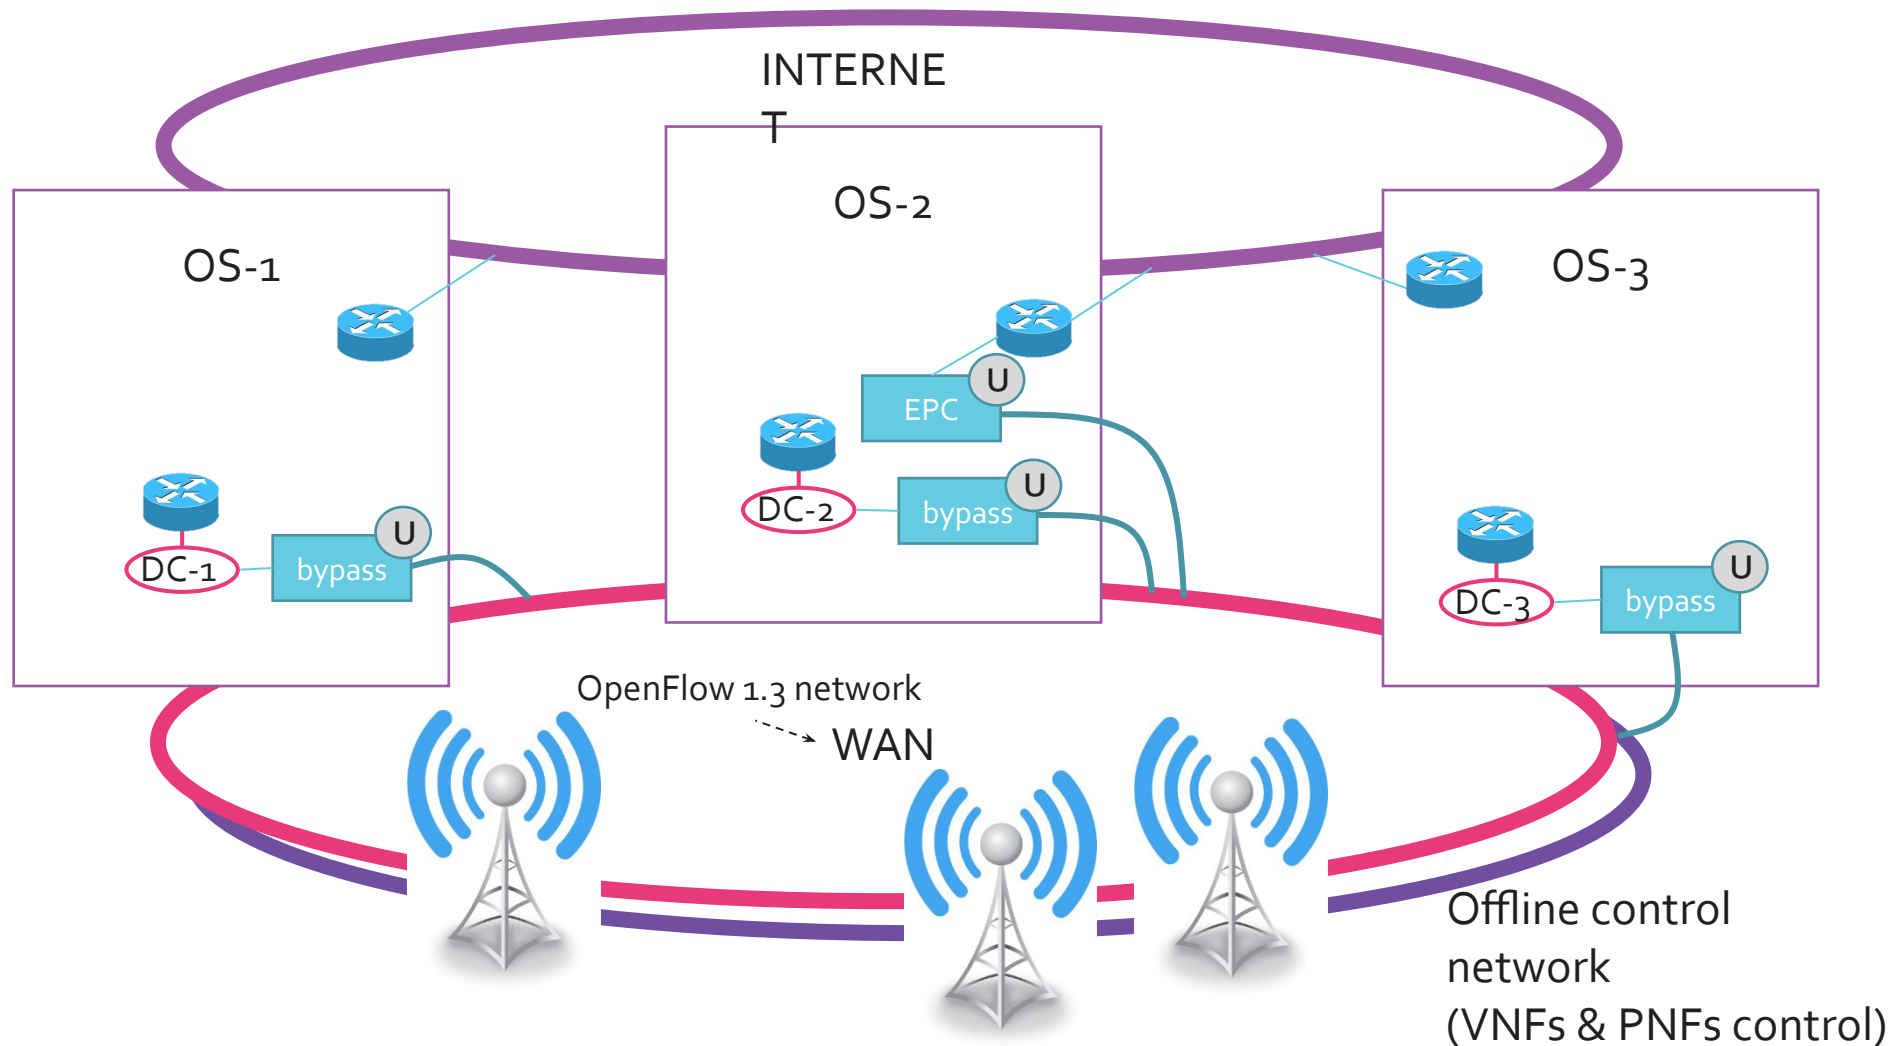 INTERNE
T
OS-1
OS-2
OS-3
U
EPC
DC-2
U
bypass
DC-1
U
bypass
DC-3
U
bypass
OpenFlow 1.3 network
WAN
Offline control
network
(VNFs & PNFs control)